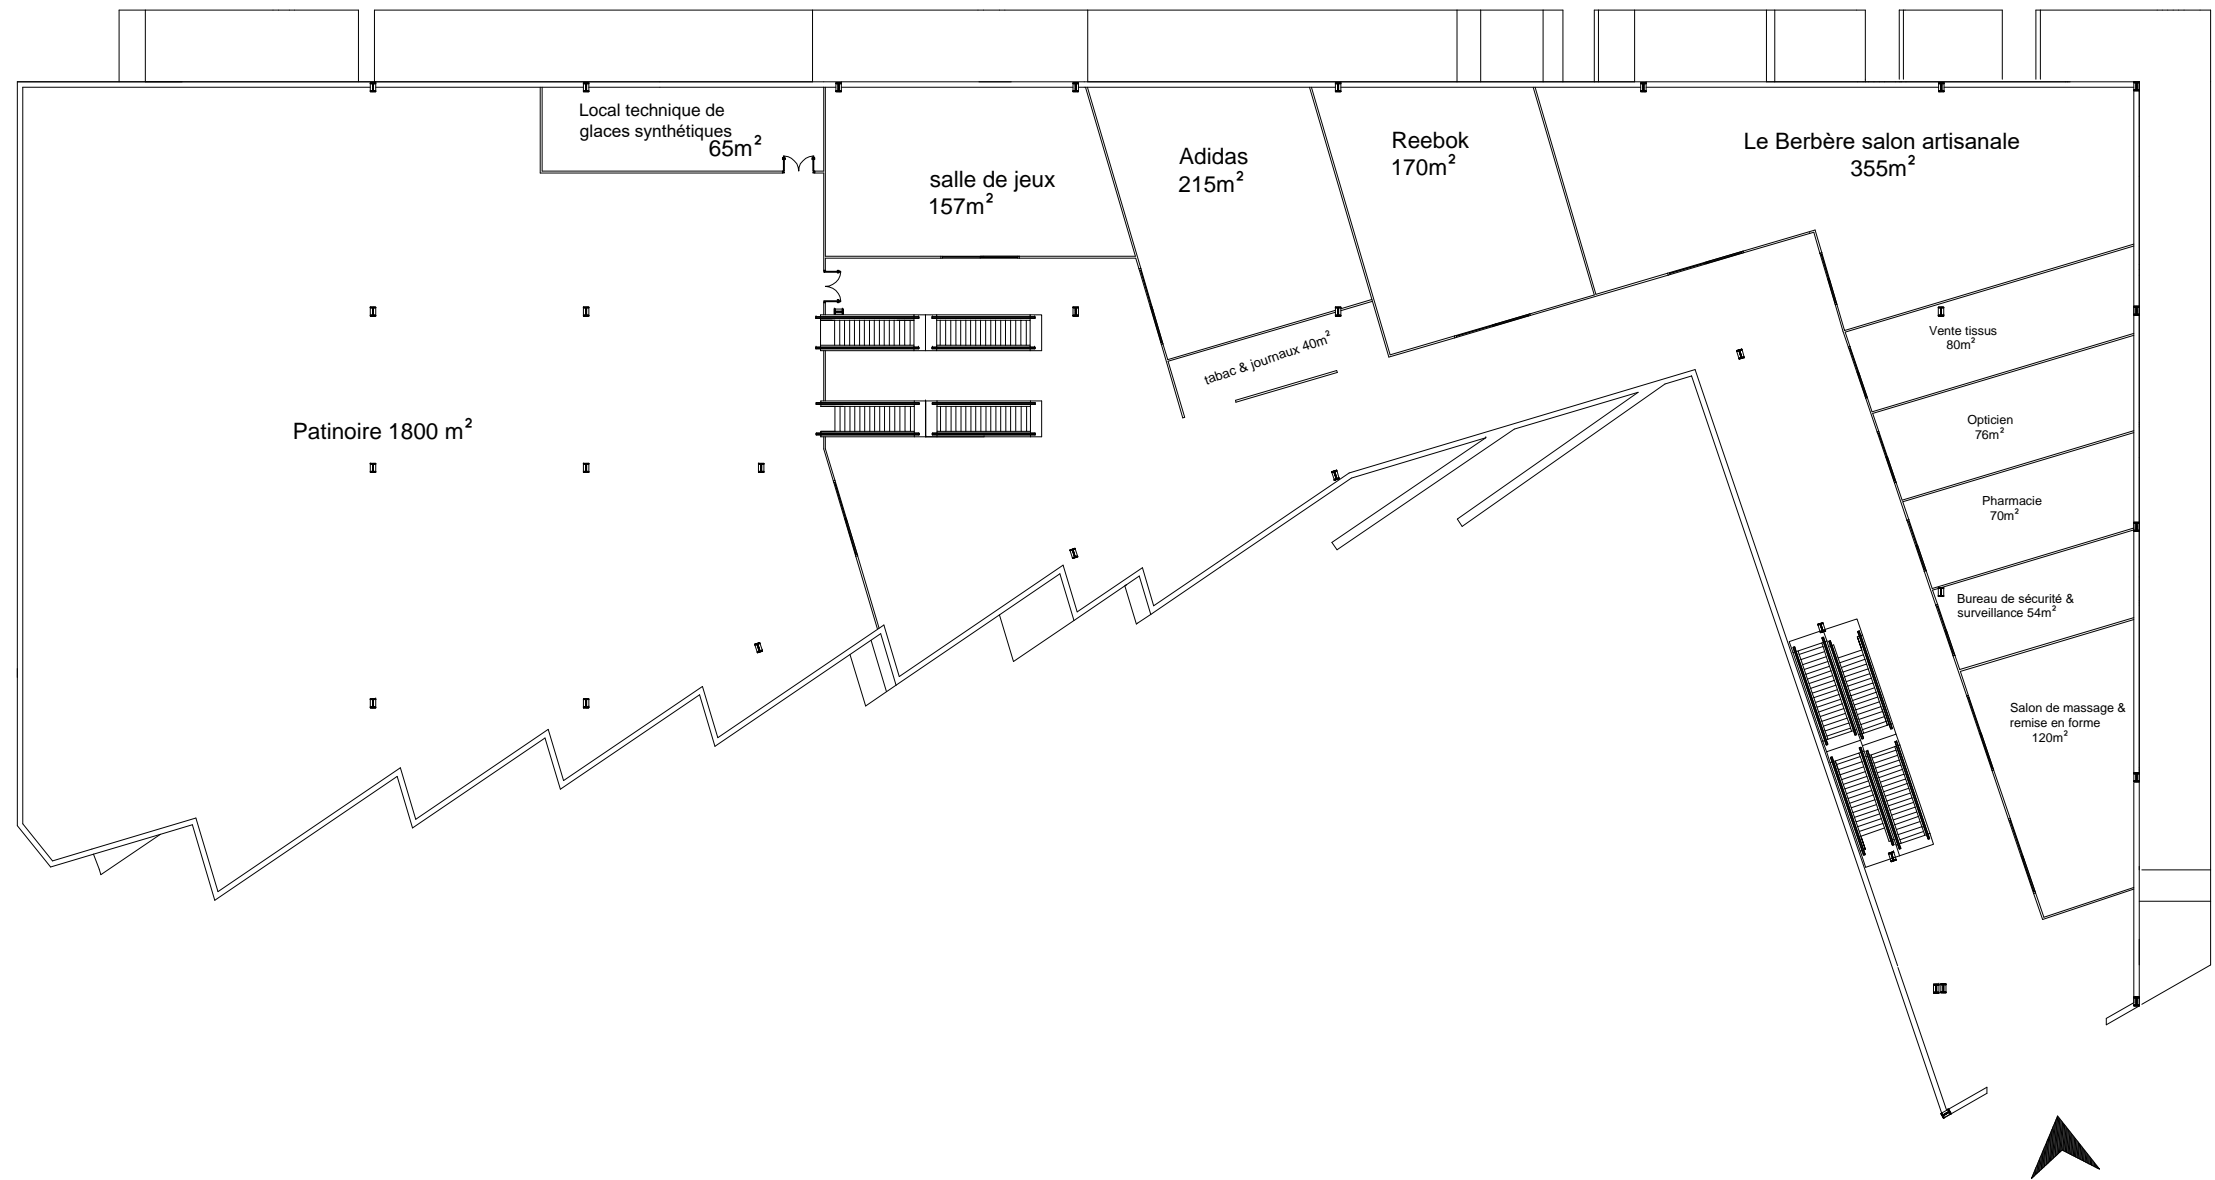 Local technique de
glaces synthétiques
65m²
salle de jeux
157m²
Adidas
215m²
Reebok
170m²
Le Berbère salon artisanale
355m²
tabac & journaux 40m²
Vente tissus
80m²
Patinoire 1800 m²
Opticien
76m²
Pharmacie
70m²
Bureau de sécurité &
surveillance 54m²
Salon de massage &
remise en forme
120m²